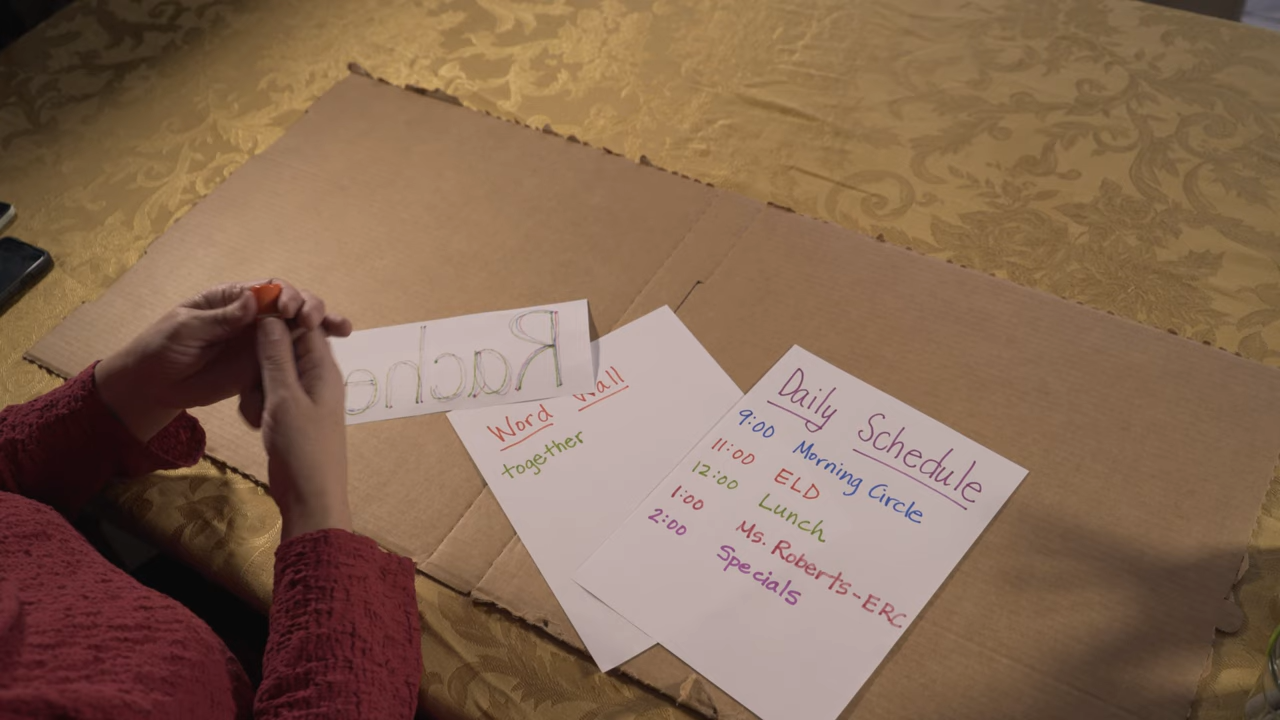 Rache
Word Wall
together
Daily Schedule
9:00 Morning Circle
11:00 ELD
12:00 Lunch
1:00 Ms. Roberts-ERC
2:00 Specials